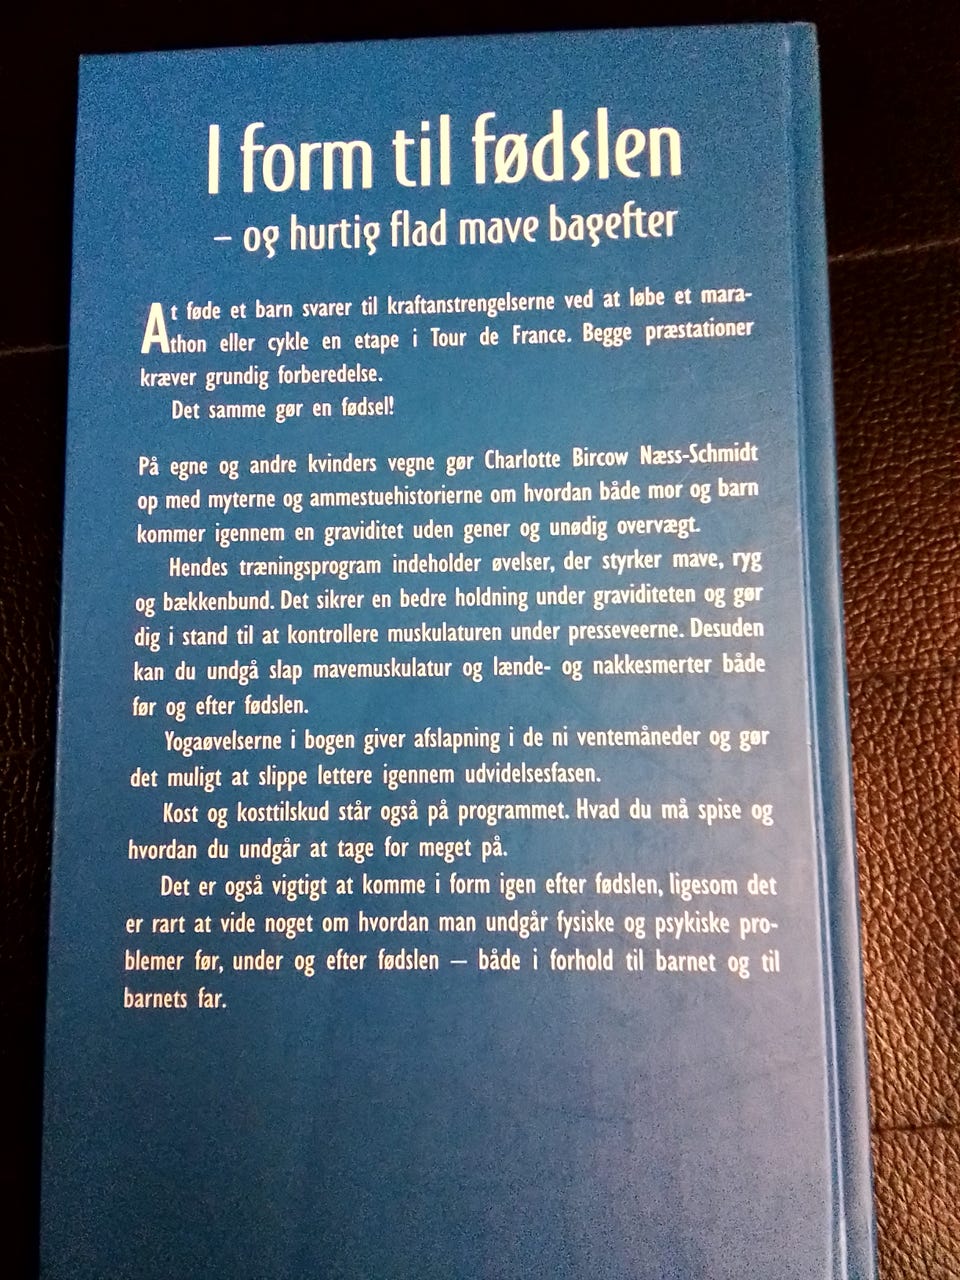 I form til fødslen
– og hurtig flad mave bagefter
At føde et barn svarer til kraftanstrengelserne ved at løbe et mara-
thon eller cykle en etape i Tour de France. Begge præstationer
kræver grundig forberedelse.
Det samme gør en fødsel!
På egne og andre kvinders vegne gør Charlotte Bircow Næss-Schmidt
op med myterne og ammestuehistorierne om hvordan både mor og barn
kommer igennem en graviditet uden gener og unødig overvægt.
Hendes træningsprogram indeholder øvelser, der styrker mave, ryg
og bækkenbund. Det sikrer en bedre holdning under graviditeten og gør
dig i stand til at kontrollere muskulaturen under presseveerne. Desuden
kan du undgå slap mavemuskulatur og lænde- og nakkesmerter både
før og efter fødslen.
Yogaøvelserne i bogen giver afslapning i de ni ventemåneder og gør
det muligt at slippe lettere igennem udvidelsesfasen.
Kost og kosttilskud står også på programmet. Hvad du må spise og
hvordan du undgår at tage for meget på.
Det er også vigtigt at komme i form igen efter fødslen, ligesom det
er rart at vide noget om hvordan man undgår fysiske og psykiske pro-
blemer før, under og efter fødslen – både i forhold til barnet og til
barnets far.